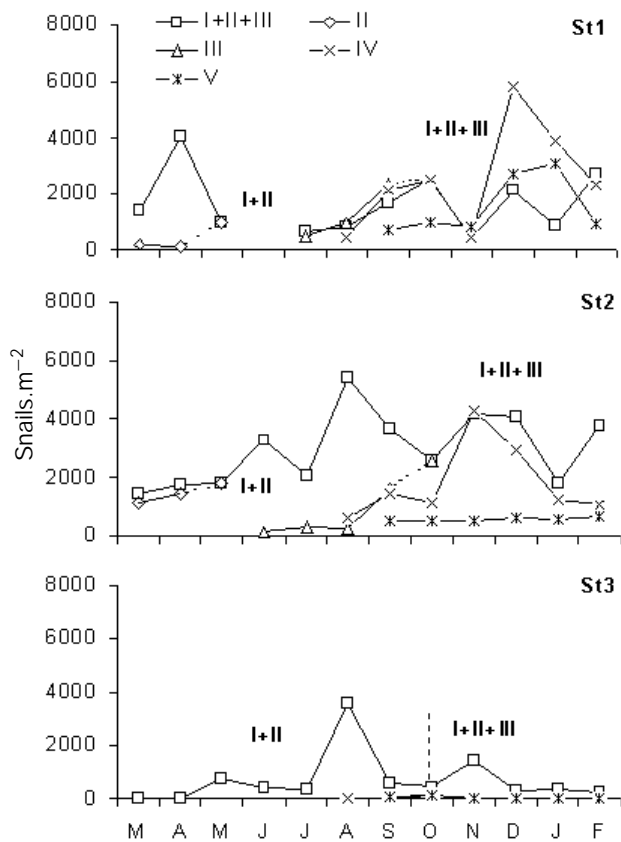 I+II+III II St1
III IV
V
8000
6000
4000
2000
0
I+II
I+II+III
8000
6000
4000
2000
0
St2
I+II
I+II+III
Snails.m−2
8000
6000
4000
2000
0
St3
I+II
I+II+III
M A M J J A S O N D J F